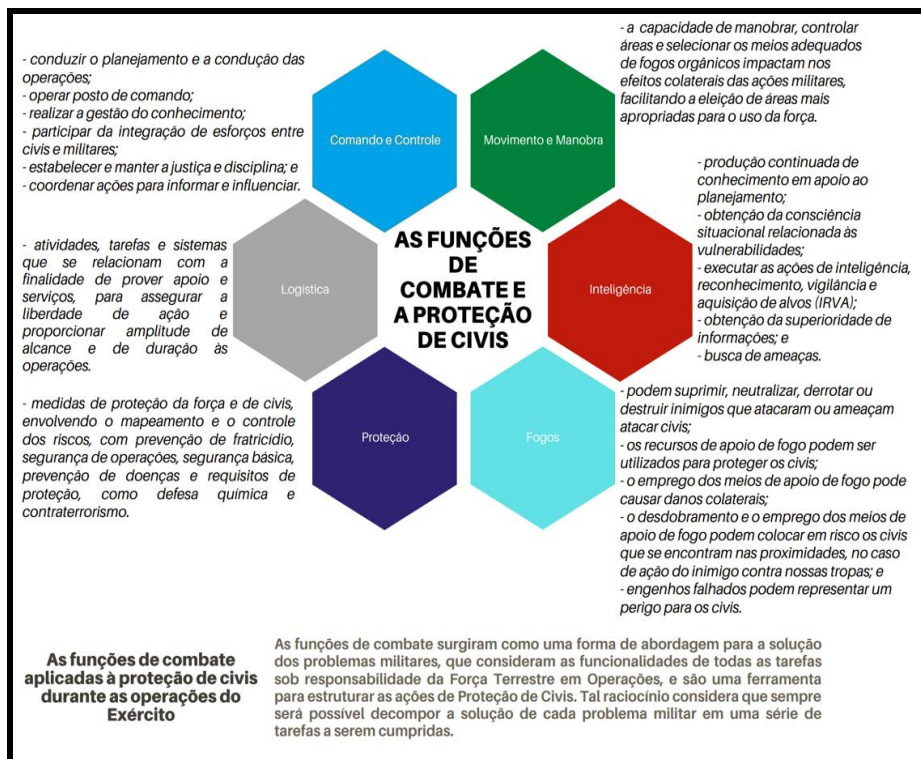 - conduzir o planejamento e a condução das
operações;
- operar posto de comando;
- realizar a gestão do conhecimento;
- participar da integração de esforços entre
civis e militares;
- estabelecer e manter a justiça e disciplina; e
- coordenar ações para informar e influenciar.
Comando e Controle
Movimento e Manobra
- a capacidade de manobrar, controlar
áreas e selecionar os meios adequados
de fogos orgânicos impactam nos
efeitos colaterais das ações militares,
facilitando a eleição de áreas mais
apropriadas para o uso da força.
- atividades, tarefas e sistemas
que se relacionam com a
finalidade de prover apoio e
serviços, para assegurar a
liberdade de ação e
proporcionar amplitude de
alcance e de duração às
operações.
Logística
AS FUNÇÕES
DE
COMBATE E
A PROTEÇÃO
DE CIVIS
Inteligência
- produção continuada de
conhecimento em apoio ao
planejamento;
- obtenção da consciência
situacional relacionada às
vulnerabilidades;
- executar as ações de inteligência,
reconhecimento, vigilância e
aquisição de alvos (IRVA);
- obtenção da superioridade de
informações; e
- busca de ameaças.
- medidas de proteção da força e de civis,
envolvendo o mapeamento e o controle
dos riscos, com prevenção de fratricídio,
segurança de operações, segurança básica,
prevenção de doenças e requisitos de
proteção, como defesa química e
contraterrorismo.
Proteção
Fogos
- podem suprimir, neutralizar, derrotar ou
destruir inimigos que atacaram ou ameaçam
atacar civis;
- os recursos de apoio de fogo podem ser
utilizados para proteger os civis;
- o emprego dos meios de apoio de fogo pode
causar danos colaterais;
- o desdobramento e o emprego dos meios de
apoio de fogo podem colocar em risco os civis
que se encontram nas proximidades, no caso
de ação do inimigo contra nossas tropas; e
- engenhos falhados podem representar um
perigo para os civis.
As funções de combate
aplicadas à proteção de civis
durante as operações do
Exército
As funções de combate surgiram como uma forma de abordagem para a solução
dos problemas militares, que consideram as funcionalidades de todas as tarefas
sob responsabilidade da Força Terrestre em Operações, e são uma ferramenta
para estruturar as ações de Proteção de Civis. Tal raciocínio considera que sempre
será possível decompor a solução de cada problema militar em uma série de
tarefas a serem cumpridas.